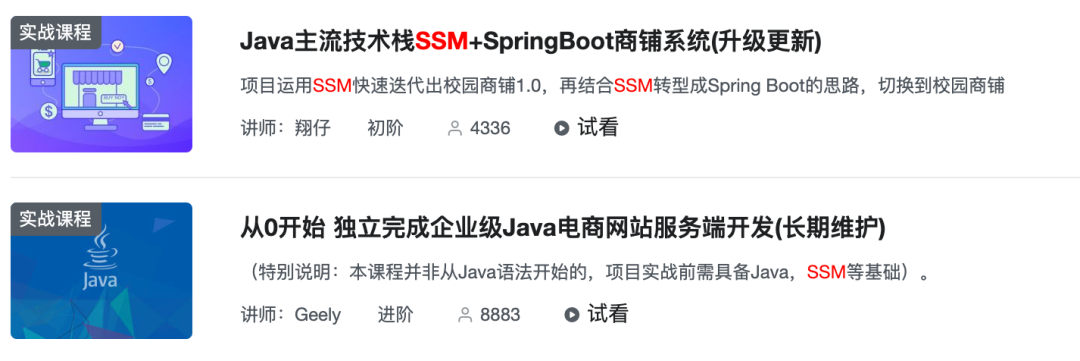 实战课程
Java主流技术栈SSM+SpringBoot商铺系统(升级更新)
项目运用SSM快速迭代出校园商铺1.0，再结合SSM转型成Spring Boot的思路，切换到校园商铺
讲师：翔仔 初阶 4336 试看
实战课程
Java
从0开始 独立完成企业级Java电商网站服务端开发(长期维护)
（特别说明：本课程并非从Java语法开始的，项目实战前需具备Java，SSM等基础）。
讲师：Geely 进阶 8883 试看